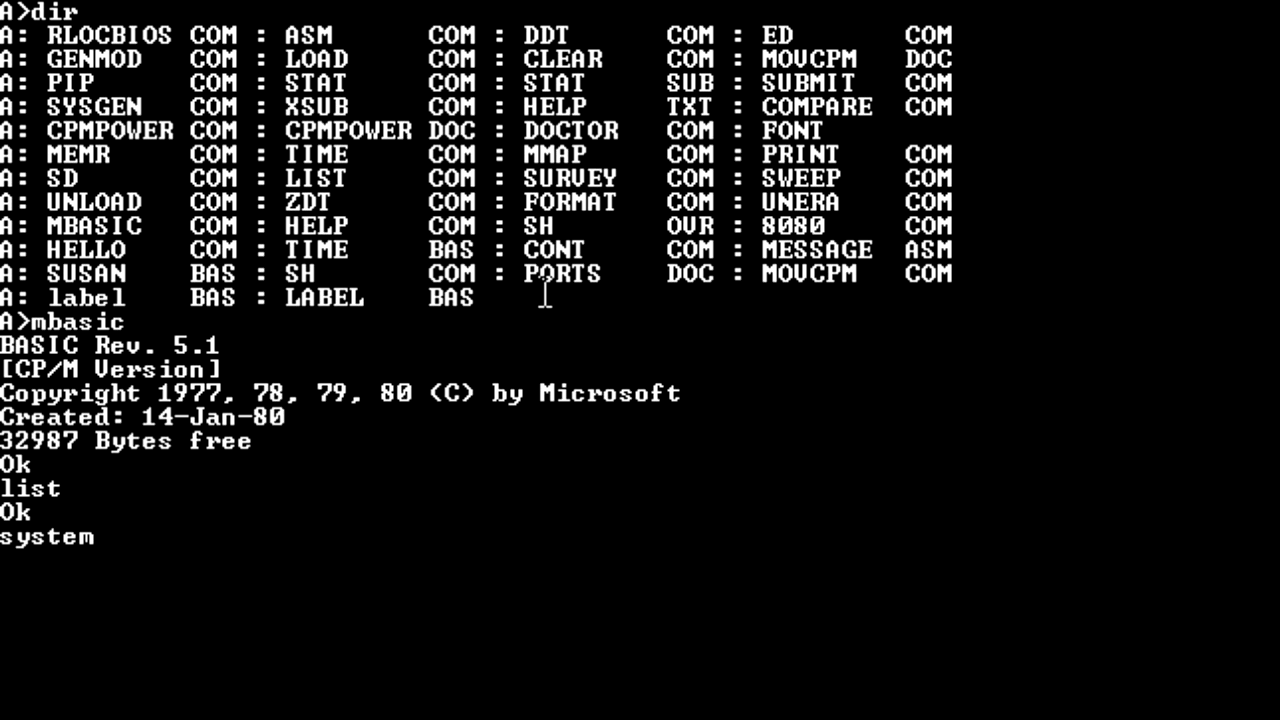 A>dir
A: RLOCBIOS COM : ASM      COM : DDT      COM : ED       COM
A: GENMOD   COM : LOAD     COM : CLEAR    COM : MOVCPM   DOC
A: PIP      COM : STAT     COM : STAT     SUB : SUBMIT   COM
A: SYSGEN   COM : XSUB     COM : HELP     TXT : COMPARE  COM
A: CPMPOWER COM : CPMPOWER DOC : DOCTOR   COM : FONT
A: MEMR     COM : TIME     COM : MMAP     COM : PRINT    COM
A: SD       COM : LIST     COM : SURVEY   COM : SWEEP    COM
A: UNLOAD   COM : ZDT      COM : FORMAT   COM : UNERA    COM
A: MBASIC   COM : HELP     COM : SH       OVR : 8080     COM
A: HELLO    COM : TIME     BAS : CONT     COM : MESSAGE  ASM
A: SUSAN    BAS : SH       COM : PORTS    DOC : MOVCPM   COM
A: label    BAS : LABEL    BAS
A>mbasic
BASIC Rev. 5.1
[CP/M Version]
Copyright 1977, 78, 79, 80 (C) by Microsoft
Created: 14-Jan-80
32987 Bytes free
Ok
list
Ok
system